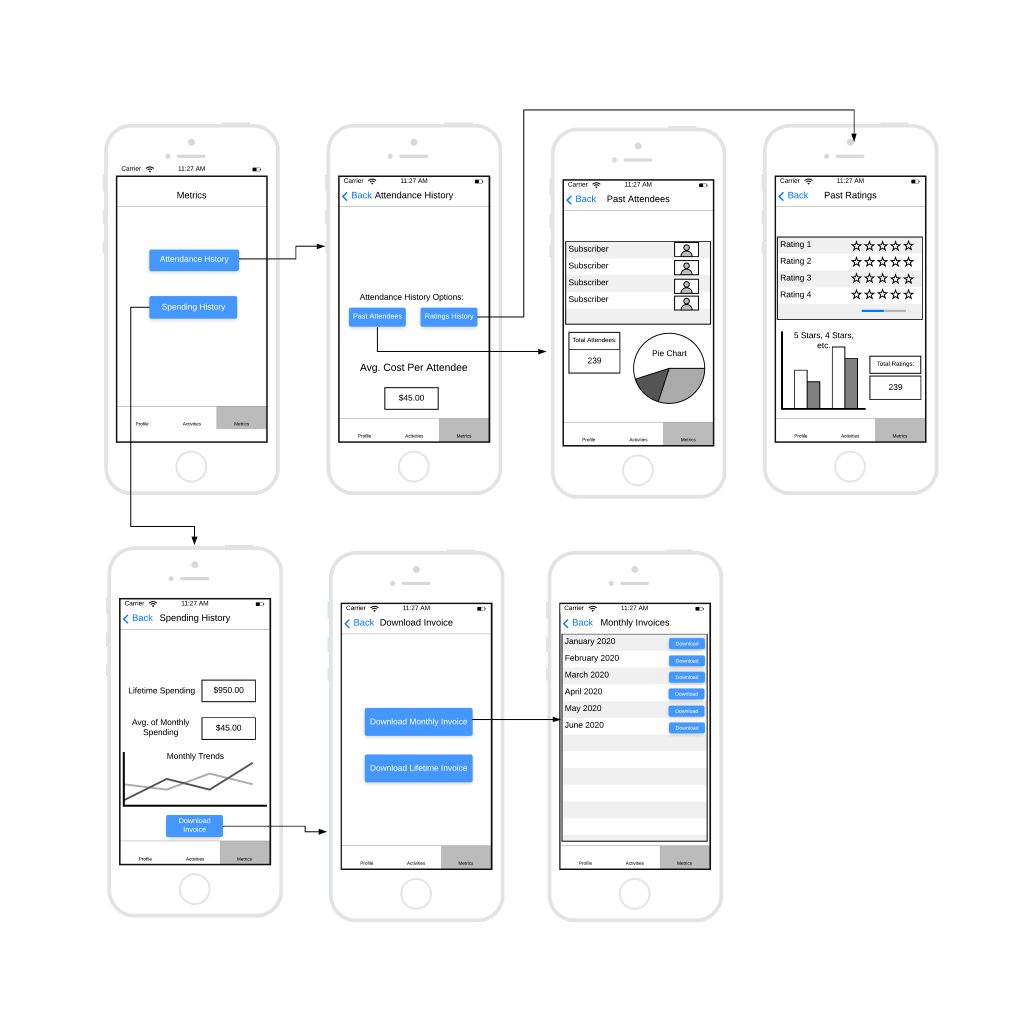 Carrier 11:27 AM
Metrics
Attendance Hstory
Spending History
Profile Activities Metrics
Carrier 11:27 AM
Back Attendance History
Attendance History Options:
Past Attendees Ratings History
Avg. Cost Per Attendee
$45.00
Profile Activities Metrics
Carrier 11:27 AM
Back Past Attendees
Subscriber
Subscriber
Subscriber
Subscriber
Total Attendees:
239
Pie Chart
Profile Activities Metrics
Carrier 11:27 AM
Back Past Ratings
Rating 1
Rating 2
Rating 3
Rating 4
5 Stars, 4 Stars,
etc.
Total Ratings:
239
Profile Activities Metrics
Carrier 11:27 AM
Back Spending History
Lifetime Spending $950.00
Avg. of Monthly
Spending
$45.00
Monthly Trends
Download
Invoice
Profile Activities Metrics
Carrier 11:27 AM
Back Download Invoice
Download Monthly Invoice
Download Lifetime Invoice
Profile Activities Metrics
Carrier 11:27 AM
Back Monthly Invoices
January 2020 Download
February 2020 Download
March 2020 Download
April 2020 Download
May 2020 Download
June 2020 Download
Profile Activities Metrics